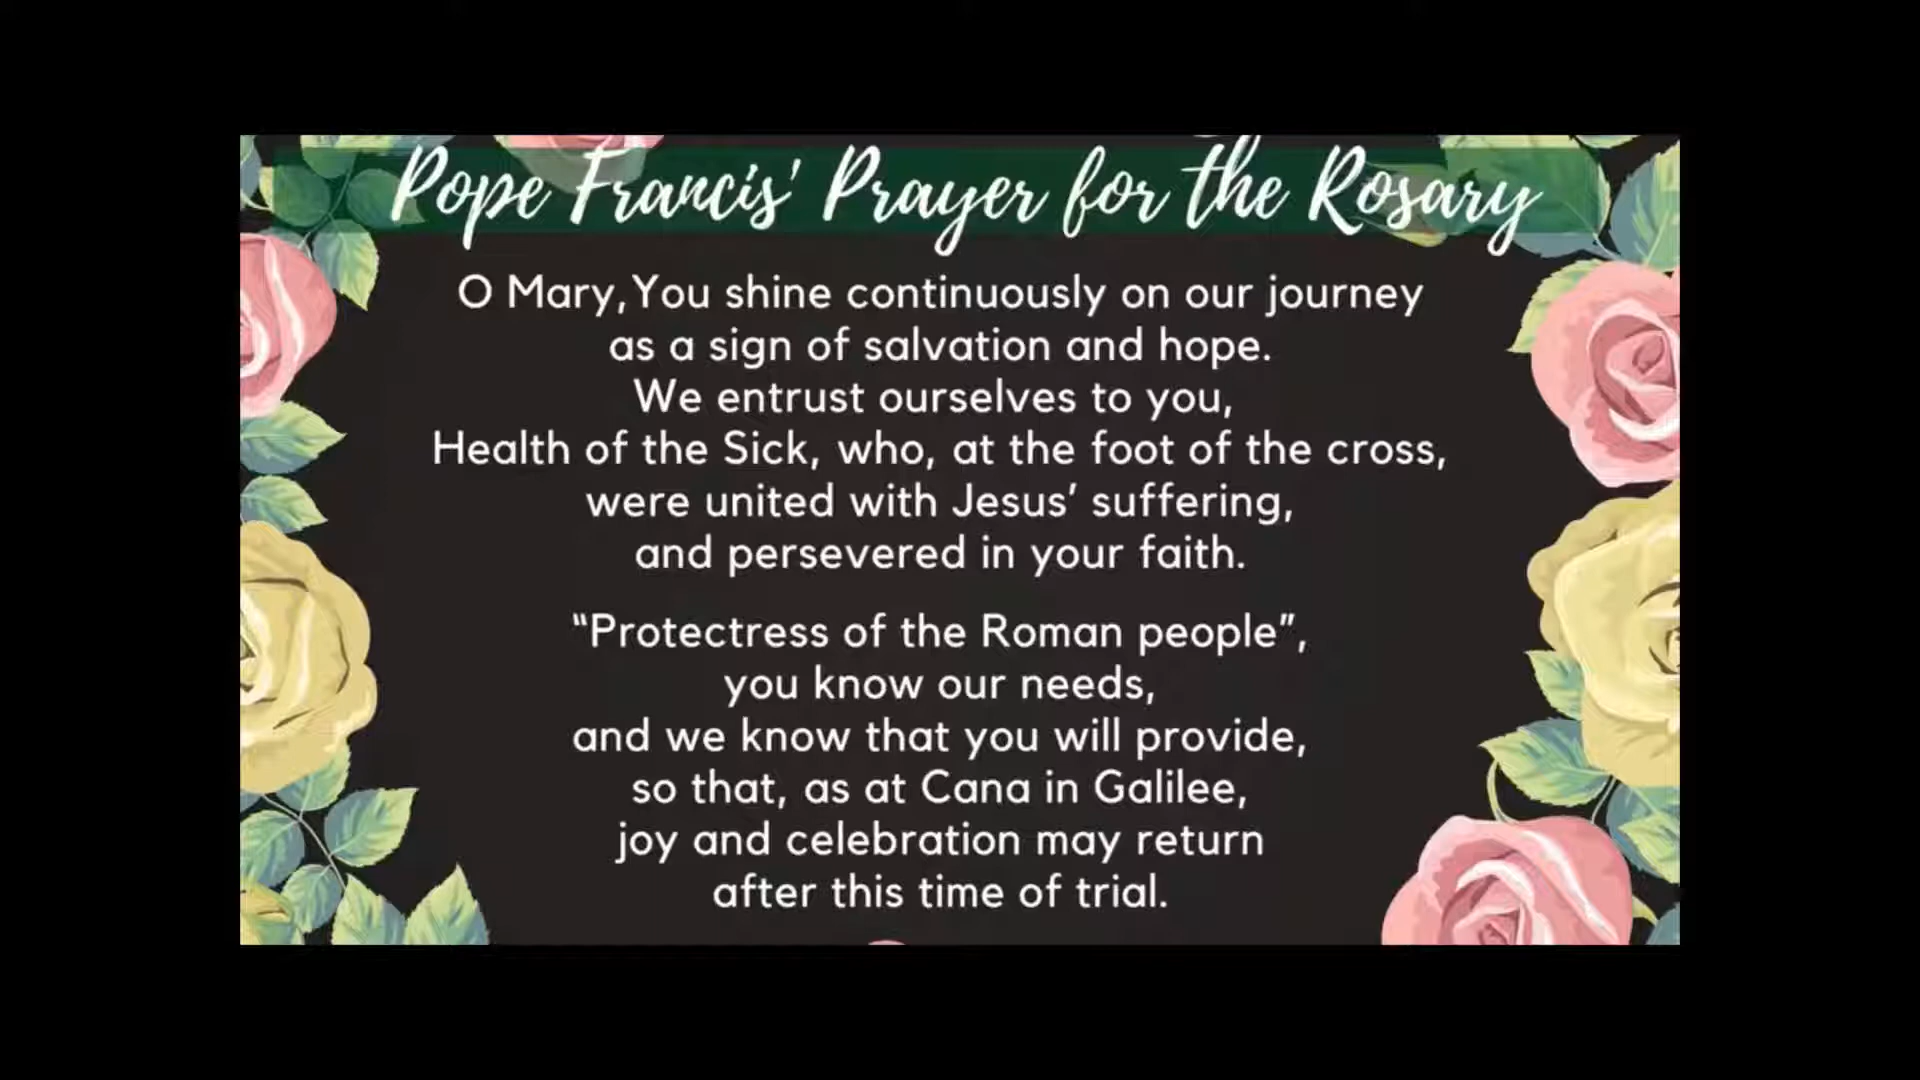 Pope Francis' Prayer for the Rosary
O Mary, You shine continuously on our journey
as a sign of salvation and hope.
We entrust ourselves to you,
Health of the Sick, who, at the foot of the cross,
were united with Jesus’ suffering,
and persevered in your faith.
“Protectress of the Roman people”,
you know our needs,
and we know that you will provide,
so that, as at Cana in Galilee,
joy and celebration may return
after this time of trial.